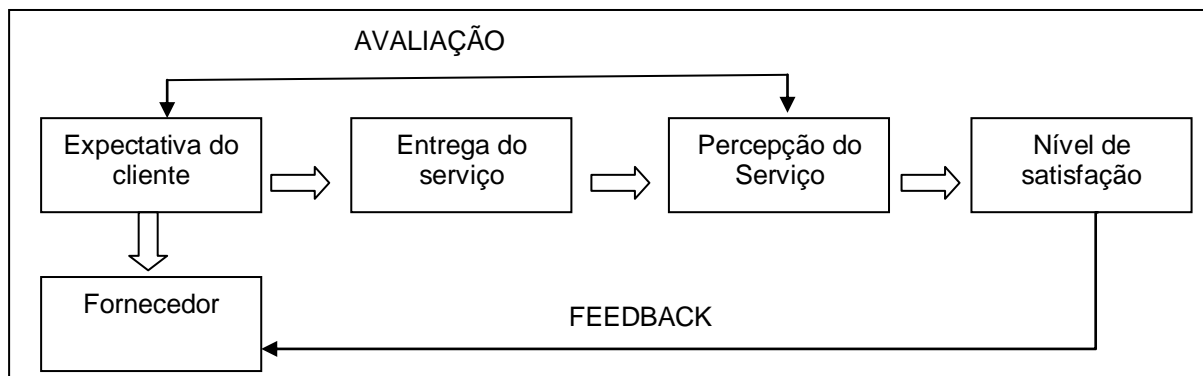 AVALIAÇÃO
Expectativa do
cliente
Entrega do
serviço
Percepção do
Serviço
Nível de
satisfação
Fornecedor
FEEDBACK